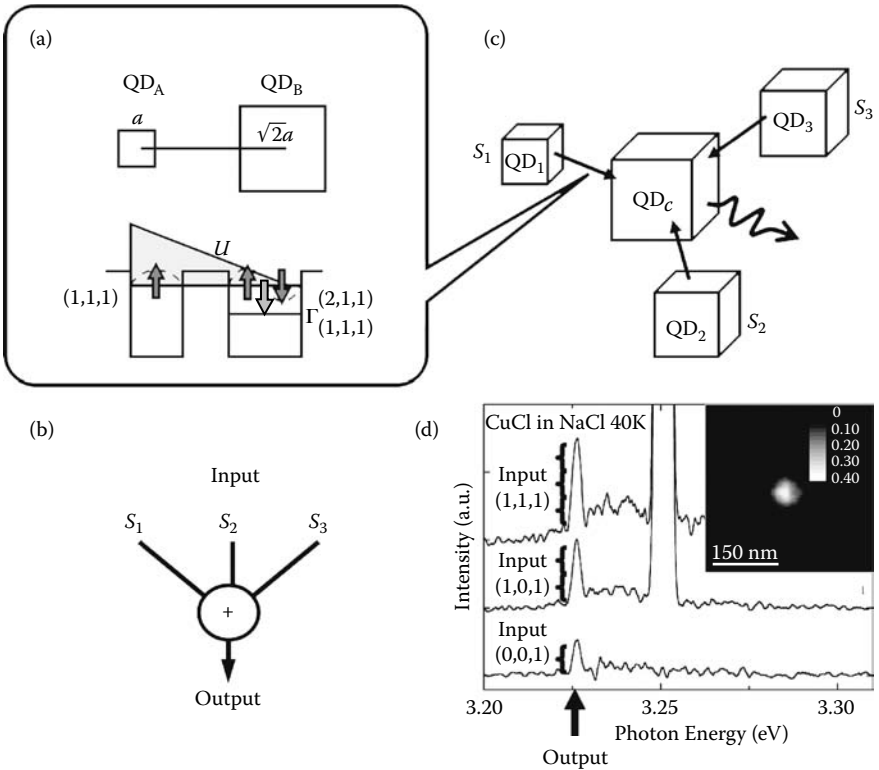 (a)
QD_A QD_B
a
√2a
U
(1,1,1) (2,1,1)
Γ (1,1,1)
(b)
Input
S_1 S_2 S_3
+
Output
(c)
S_1 QD_1
QD_3 S_3
QD_c
QD_2 S_2
(d)
CuCl in NaCl 40K
0
0.10
0.20
0.30
0.40
150 nm
Input
(1,1,1)
Input
(1,0,1)
Input
(0,0,1)
Intensity (a.u.)
3.20 3.25 3.30
Photon Energy (eV)
Output